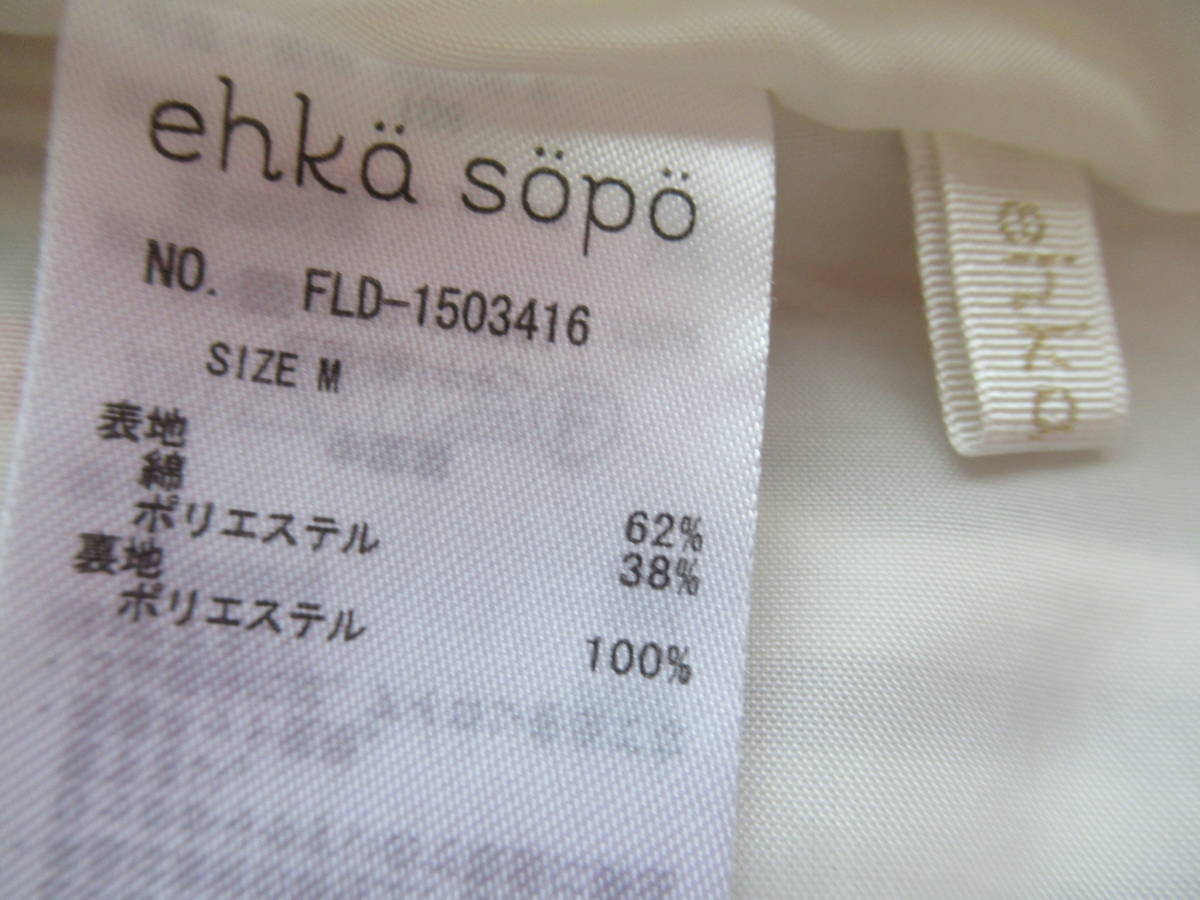 ehkä söpö
NO. FLD-1503416
SIZE M
表地
綿 62%
ポリエステル 38%
裏地
ポリエステル 100%
ehka